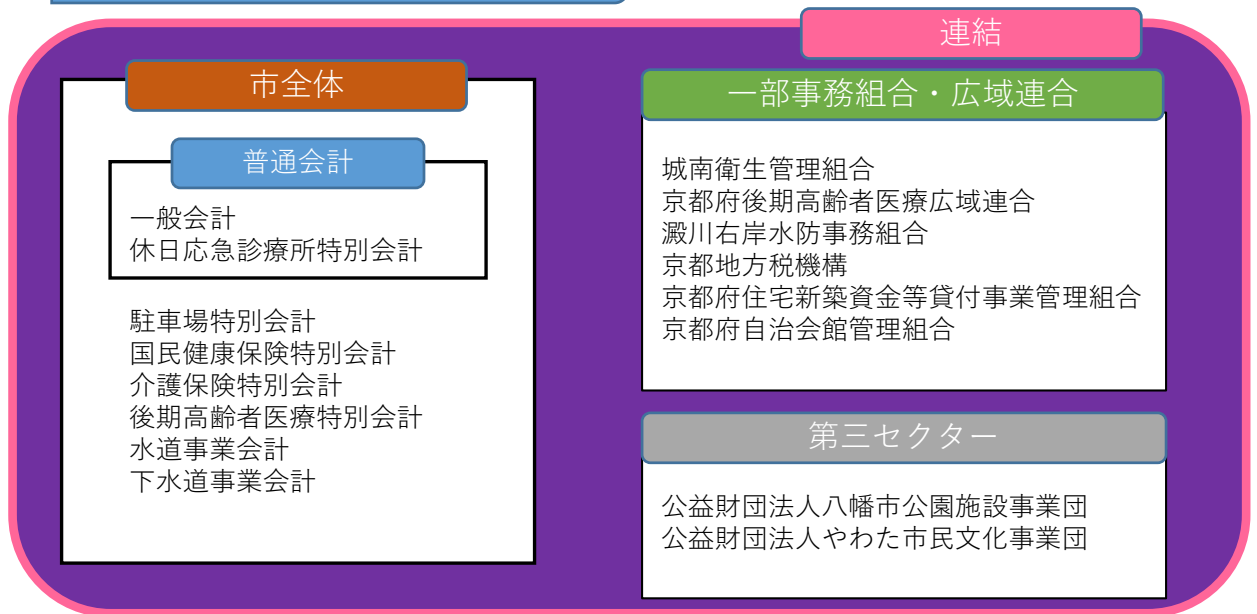 連結
市全体
普通会計
一般会計
休日応急診療所特別会計
駐車場特別会計
国民健康保険特別会計
介護保険特別会計
後期高齢者医療特別会計
水道事業会計
下水道事業会計
一部事務組合・広域連合
城南衛生管理組合
京都府後期高齢者医療広域連合
澱川右岸水防事務組合
京都地方税機構
京都府住宅新築資金等貸付事業管理組合
京都府自治会館管理組合
第三セクター
公益財団法人八幡市公園施設事業団
公益財団法人やわた市民文化事業団